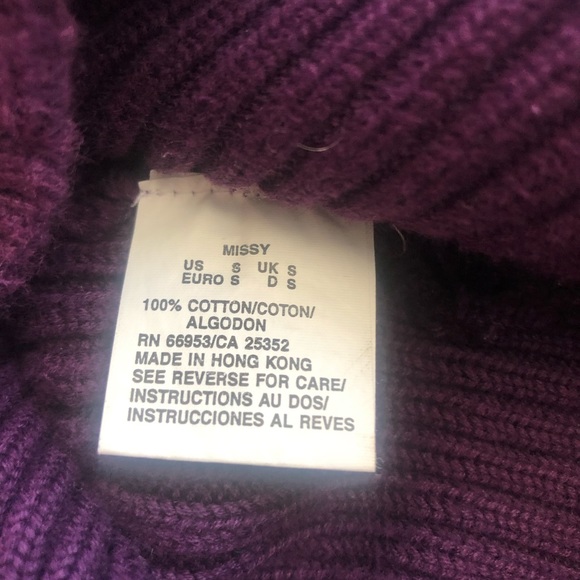 MISSY
US S UK S
EURO S D S
100% COTTON/COTON/
ALGODON
RN 66953/CA 25352
MADE IN HONG KONG
SEE REVERSE FOR CARE/
INSTRUCTIONS AU DOS/
INSTRUCCIONES AL REVES